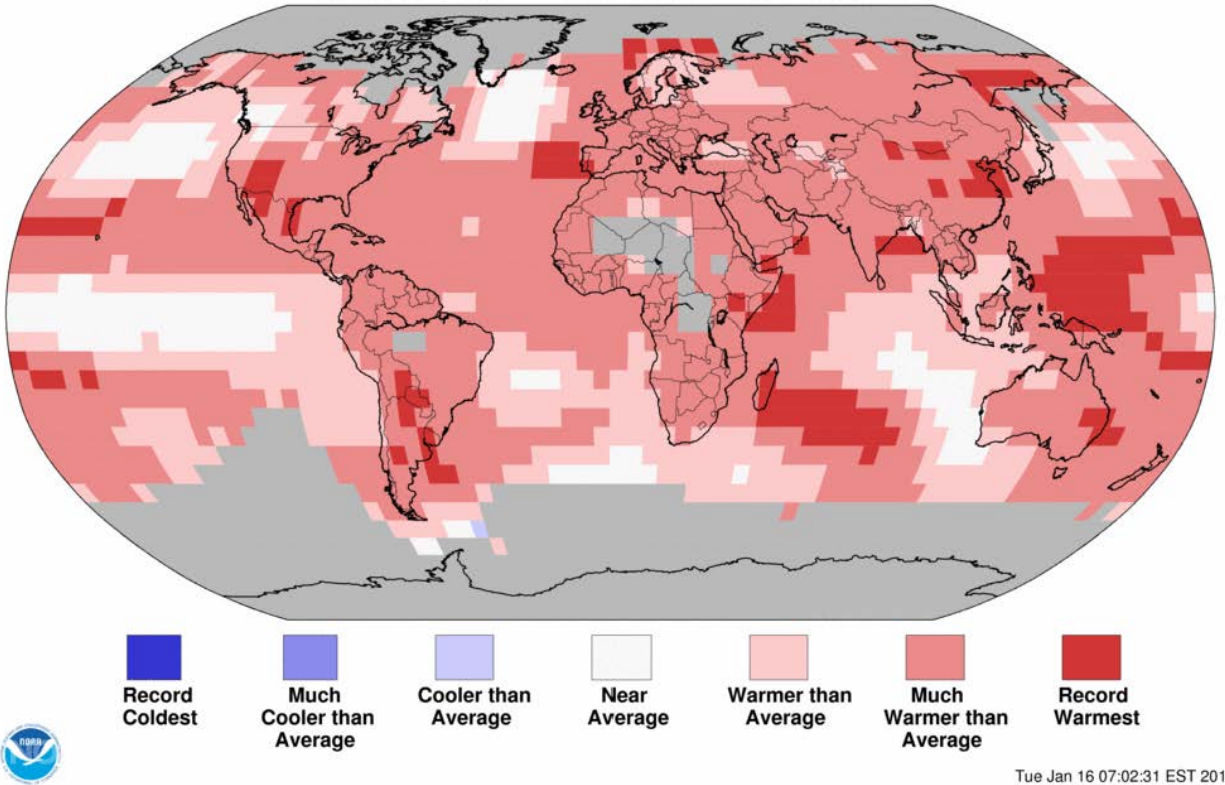 Record
Coldest
Much
Cooler than
Average
Cooler than
Average
Near
Average
Warmer than
Average
Much
Warmer than
Average
Record
Warmest
NOAA
Tue Jan 16 07:02:31 EST 201